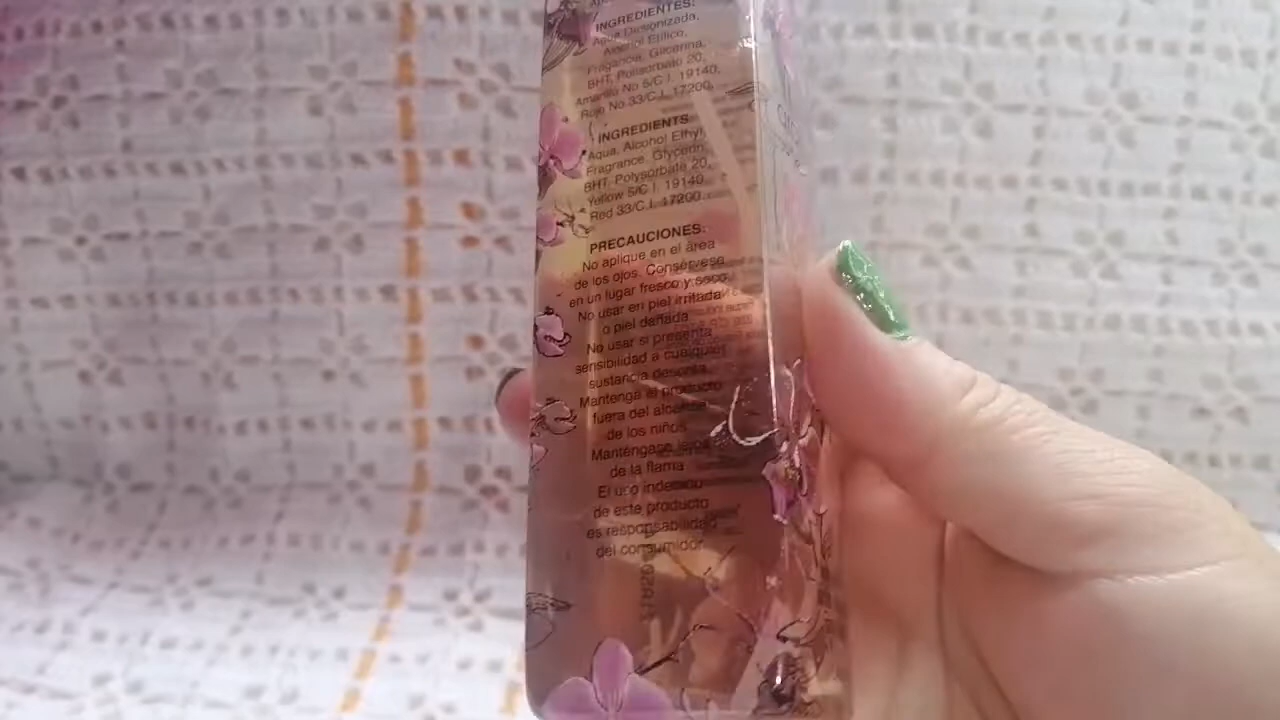 INGREDIENTES:
Agua Desionizada,
Alcohol Etílico,
Fragancia, Glicerina,
BHT, Polisorbato 20,
Amarillo No 5/C.I. 19140,
Rojo No 33/C.I. 17200.
INGREDIENTS
Aqua, Alcohol Ethyl,
Fragrance, Glycerin,
BHT, Polysorbate 20,
Yellow 5/C.I. 19140,
Red 33/C.I. 17200.
PRECAUCIONES:
No aplique en el área
de los ojos. Consérvese
en un lugar fresco y seco.
No usar en piel irritada
o piel dañada
No usar si presenta
sensibilidad a cualquier
sustancia descrita.
Mantenga el producto
fuera del alcance
de los niños
Manténgase lejos
de la flama
El uso indebido
de este producto
es responsabilidad
del consumidor.